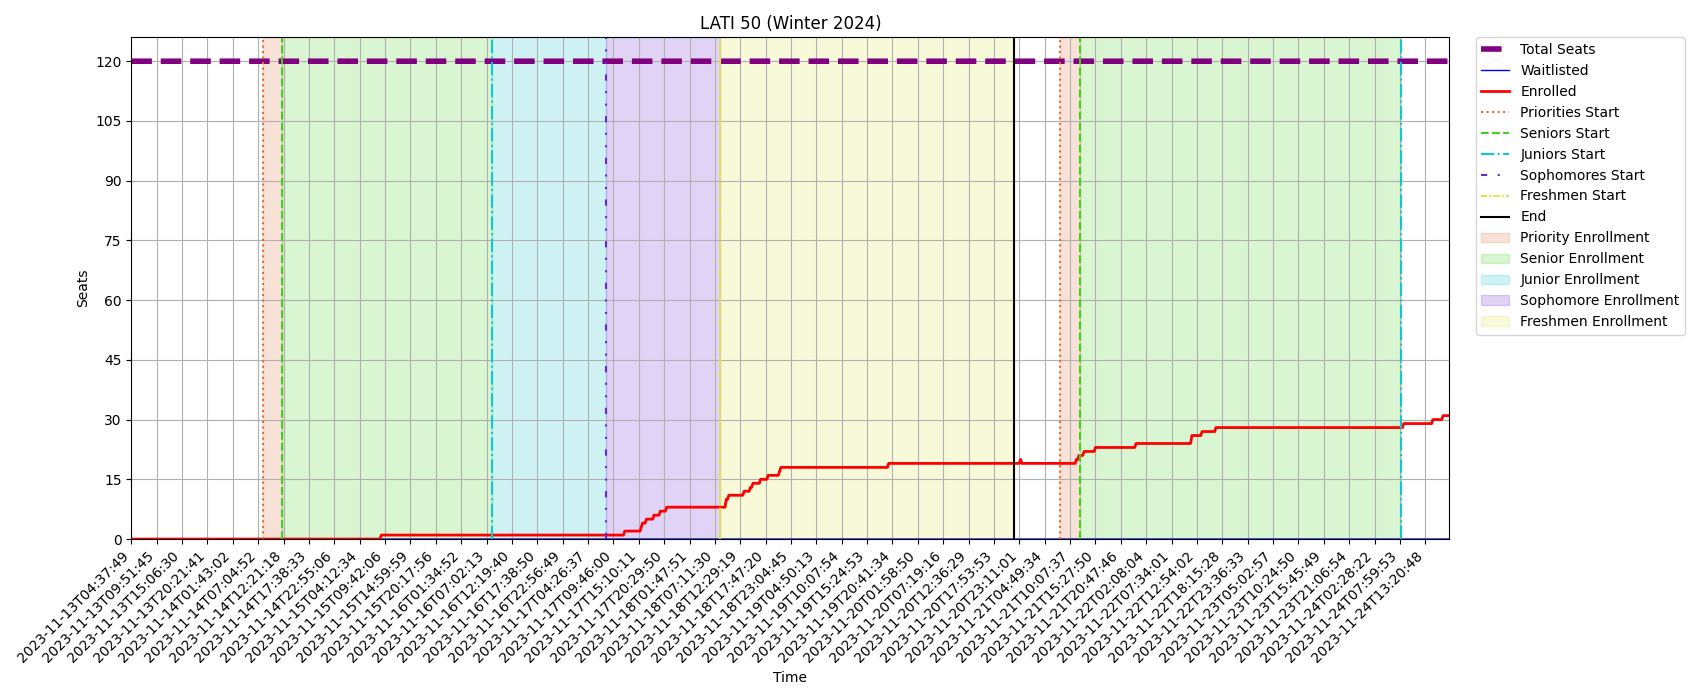 LATI 50 (Winter 2024)
Total Seats
Waitlisted
Enrolled
Priorities Start
Seniors Start
Juniors Start
Sophomores Start
Freshmen Start
End
Priority Enrollment
Senior Enrollment
Junior Enrollment
Sophomore Enrollment
Freshmen Enrollment
Seats
120
105
90
75
60
45
30
15
0
2023-11-13T04:37:49
2023-11-13T09:51:45
2023-11-13T15:06:30
2023-11-13T20:21:41
2023-11-14T01:43:02
2023-11-14T07:04:52
2023-11-14T12:21:18
2023-11-14T17:38:33
2023-11-14T22:55:06
2023-11-15T04:12:34
2023-11-15T09:42:06
2023-11-15T14:59:59
2023-11-15T20:17:56
2023-11-16T01:34:52
2023-11-16T07:02:13
2023-11-16T12:19:40
2023-11-16T17:38:50
2023-11-16T22:56:49
2023-11-17T04:26:37
2023-11-17T09:46:00
2023-11-17T15:10:11
2023-11-17T20:29:50
2023-11-18T01:47:51
2023-11-18T07:11:30
2023-11-18T12:29:19
2023-11-18T17:47:20
2023-11-18T23:04:45
2023-11-19T04:50:13
2023-11-19T10:07:54
2023-11-19T15:24:53
2023-11-19T20:41:34
2023-11-20T01:58:50
2023-11-20T07:19:16
2023-11-20T12:36:29
2023-11-20T17:53:53
2023-11-20T23:11:01
2023-11-21T04:49:34
2023-11-21T10:07:37
2023-11-21T15:27:50
2023-11-21T20:47:46
2023-11-22T02:08:04
2023-11-22T07:34:01
2023-11-22T12:54:02
2023-11-22T18:15:28
2023-11-22T23:36:33
2023-11-23T05:02:57
2023-11-23T10:24:50
2023-11-23T15:45:49
2023-11-23T21:06:54
2023-11-24T02:28:22
2023-11-24T07:59:53
2023-11-24T13:20:48
Time